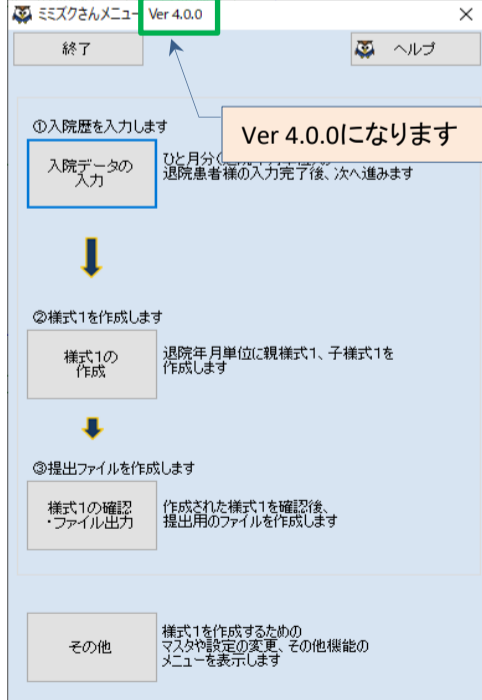 ミミズクさんメニュー Ver 4.0.0
終了
ヘルプ
Ver 4.0.0になります
①入院歴を入力します
入院データの
入力
ひと月分
退院患者様の入力完了後、次へ進みます
②様式1を作成します
様式1の
作成
退院年月単位に親様式1、子様式1を
作成します
③提出ファイルを作成します
様式1の確認
・ファイル出力
作成された様式1を確認後、
提出用のファイルを作成します
その他
様式1を作成するための
マスタや設定の変更、その他機能の
メニューを表示します